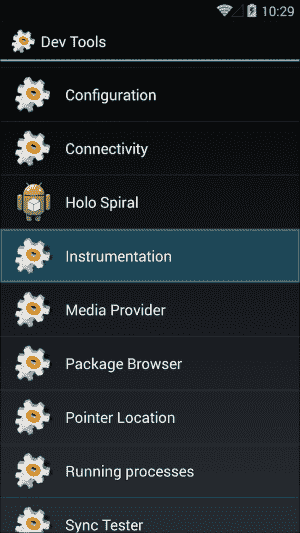 10:29
Dev Tools
Configuration
Connectivity
Holo Spiral
Instrumentation
Media Provider
Package Browser
Pointer Location
Running processes
Sync Tester